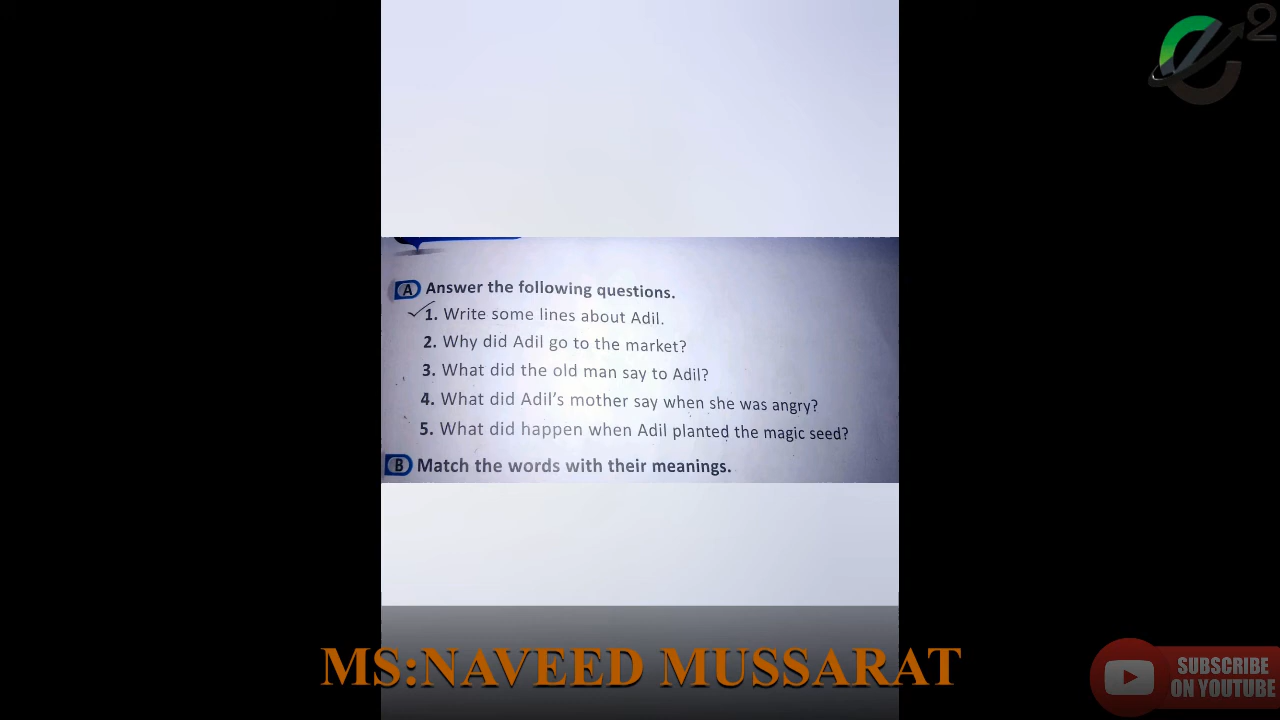 2
A Answer the following questions.
1. Write some lines about Adil.
2. Why did Adil go to the market?
3. What did the old man say to Adil?
4. What did Adil's mother say when she was angry?
5. What did happen when Adil planted the magic seed?
B Match the words with their meanings.
MS:NAVEED MUSSARAT
SUBSCRIBE
ON YOUTUBE